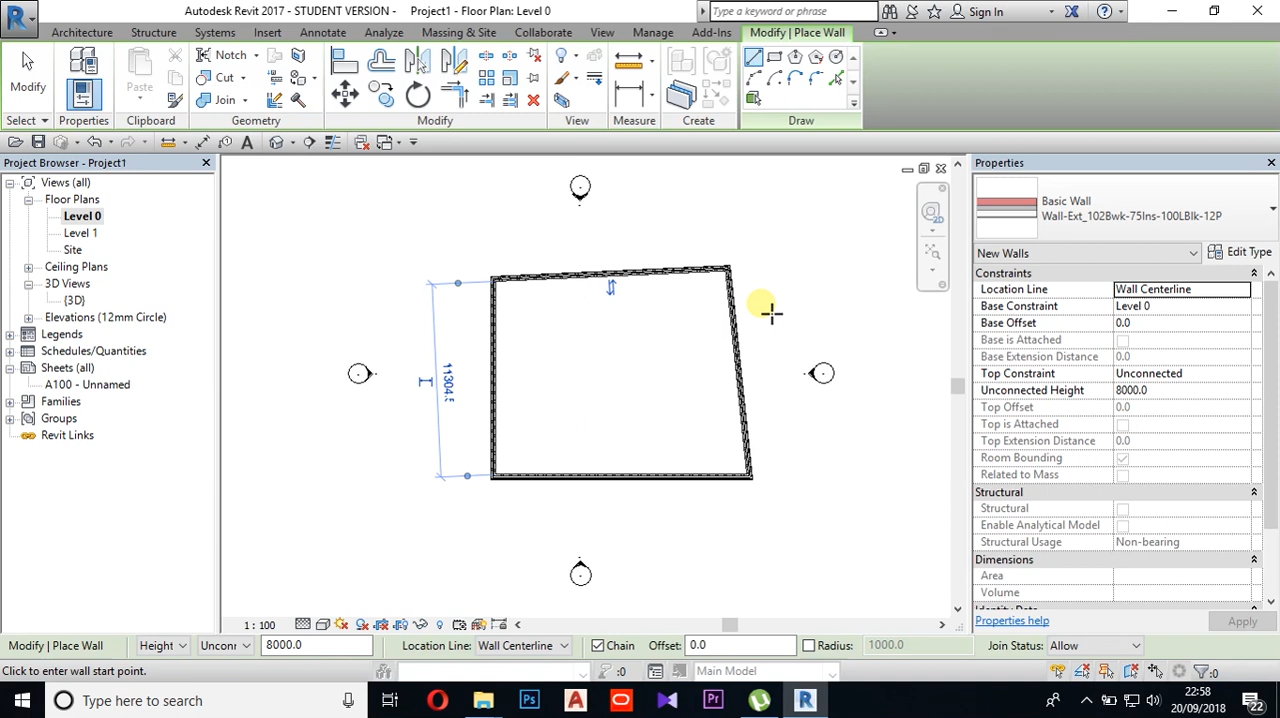 Autodesk Revit 2017 - STUDENT VERSION - Project1 - Floor Plan: Level 0
Type a keyword or phrase
Sign In
Architecture Structure Systems Insert Annotate Analyze Massing & Site Collaborate View Manage Add-Ins Modify | Place Wall
Modify
Paste
Notch
Cut
Join
Select Properties Clipboard Geometry Modify View Measure Create Draw
Project Browser - Project1
Views (all)
Floor Plans
Level 0
Level 1
Site
Ceiling Plans
3D Views
{3D}
Elevations (12mm Circle)
Legends
Schedules/Quantities
Sheets (all)
A100 - Unnamed
Families
Groups
Revit Links
2D
Properties
Basic Wall
Wall-Ext_102Bwk-75Ins-100LBlk-12P
New Walls
Edit Type
Constraints
Location Line Wall Centerline
Base Constraint Level 0
Base Offset 0.0
Base is Attached
Base Extension Distance 0.0
Top Constraint Unconnected
Unconnected Height 8000.0
Top Offset 0.0
Top is Attached
Top Extension Distance 0.0
Room Bounding
Related to Mass
Structural
Structural
Enable Analytical Model
Structural Usage Non-bearing
Dimensions
Area
Volume
Properties help
Apply
1 : 100
Modify | Place Wall Height Unconr 8000.0 Location Line: Wall Centerline Chain Offset: 0.0 Radius: 1000.0 Join Status: Allow
Click to enter wall start point.
:0
Main Model
:0
Type here to search
22:58
20/09/2018
22